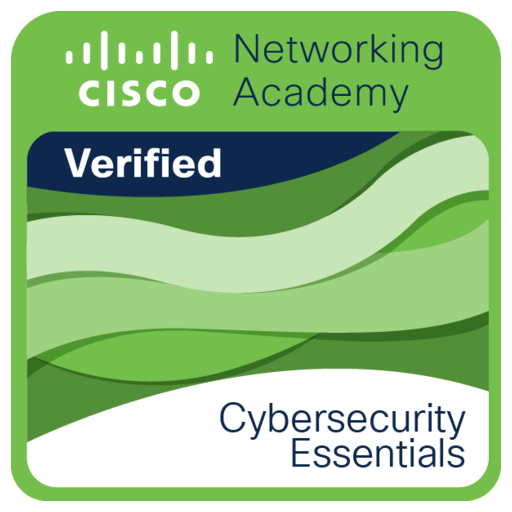 CISCO
Networking
Academy
Verified
Cybersecurity
Essentials